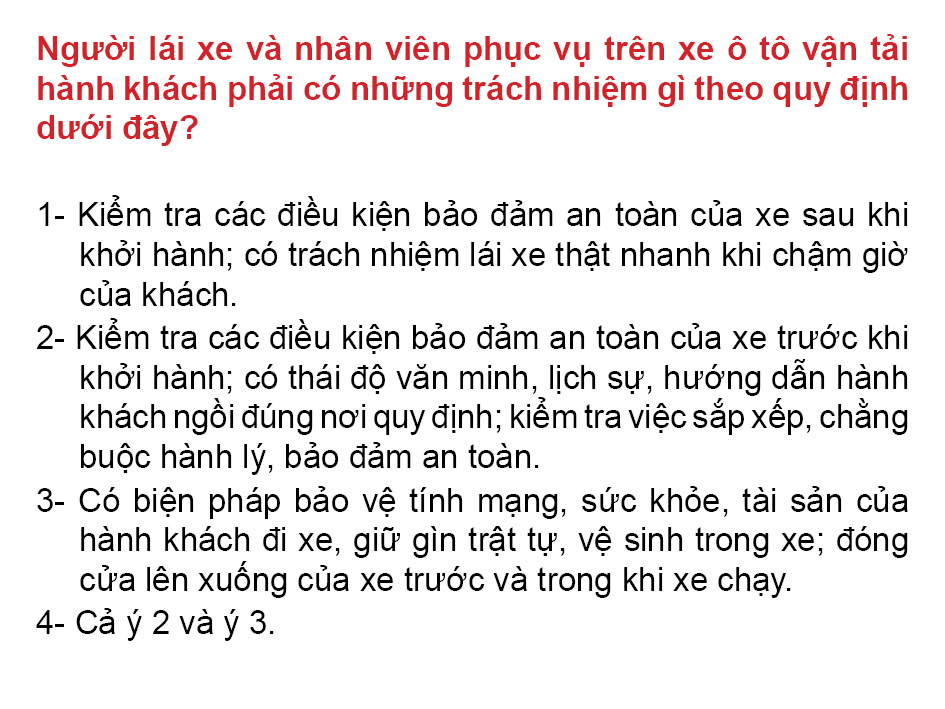 Người lái xe và nhân viên phục vụ trên xe ô tô vận tải
hành khách phải có những trách nhiệm gì theo quy định
dưới đây?
1- Kiểm tra các điều kiện bảo đảm an toàn của xe sau khi
khởi hành; có trách nhiệm lái xe thật nhanh khi chậm giờ
của khách.
2- Kiểm tra các điều kiện bảo đảm an toàn của xe trước khi
khởi hành; có thái độ văn minh, lịch sự, hướng dẫn hành
khách ngồi đúng nơi quy định; kiểm tra việc sắp xếp, chằng
buộc hành lý, bảo đảm an toàn.
3- Có biện pháp bảo vệ tính mạng, sức khỏe, tài sản của
hành khách đi xe, giữ gìn trật tự, vệ sinh trong xe; đóng
cửa lên xuống của xe trước và trong khi xe chạy.
4- Cả ý 2 và ý 3.